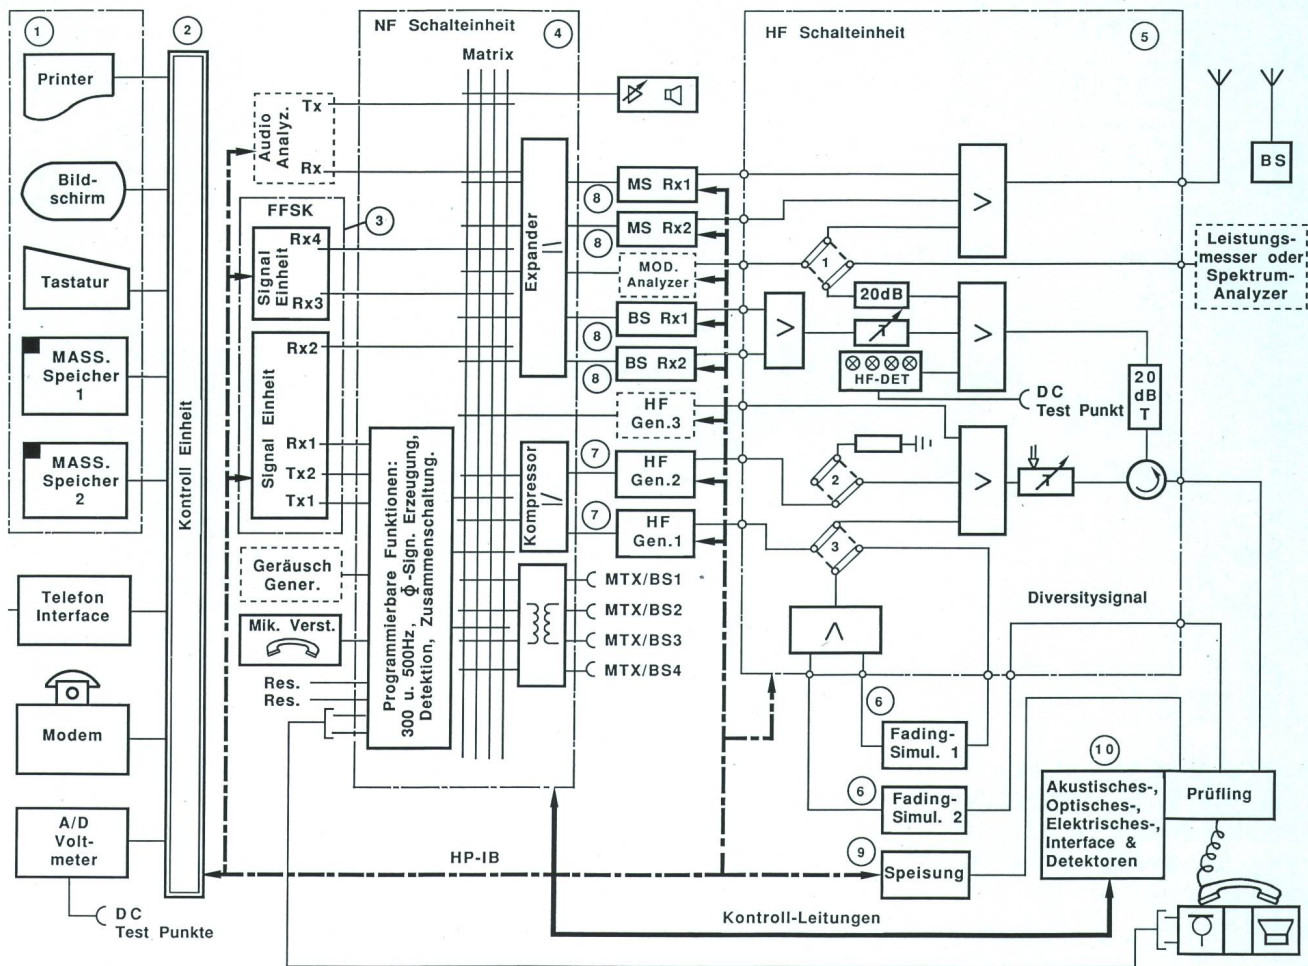 1
Printer
Bild-
schirm
Tastatur
MASS.
Speicher
1
MASS.
Speicher
2
Telefon
Interface
Modem
A/D
Volt-
meter
DC
Test Punkte
2
Kontroll Einheit
Audio
Analyz.
Tx
Rx
FFSK
3
Signal
Einheit
Rx4
Rx3
Signal Einheit
Rx2
Rx1
Tx2
Tx1
Geräusch
Gener.
Mik. Verst.
Res.
Res.
NF Schalteinheit
4
Matrix
Programmierbare Funktionen:
300 u. 500Hz, Φ-Sign. Erzeugung,
Detektion, Zusammenschaltung.
Expander
Kompressor
8
MS Rx1
8
MS Rx2
MOD.
Analyzer
BS Rx1
8
BS Rx2
8
HF
Gen.3
7
HF
Gen.2
7
HF
Gen.1
MTX/BS1
MTX/BS2
MTX/BS3
MTX/BS4
HF Schalteinheit
5
>
1
20dB
T
>
>
HF-DET
DC
Test Punkt
20
dB
T
2
>
T
3
>
Diversitysignal
BS
Leistungs-
messer oder
Spektrum-
Analyzer
6
Fading-
Simul. 1
6
Fading-
Simul. 2
9
Speisung
10
Akustisches-,
Optisches-,
Elektrisches-,
Interface &
Detektoren
Prüfling
HP-IB
Kontroll-Leitungen